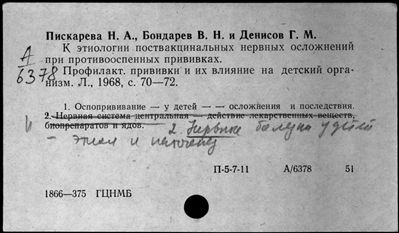 Пискарева Н. А., Бондарев В. Н. и Денисов Г. М.
К этиологии поствакцинальных нервных осложнений
при противооспенных прививках.
А
6378
Профилакт. прививки и их влияние на детский орга-
низм. Л., 1968, с. 70—72.
1. Оспопрививание — у детей — — осложнения и последствия.
2. Нервная система центральная — действие лекарственных веществ,
биопрепаратов и ядов.
2. Нервные болезни у детей
— этиол и патогенез
П-5-7-11 А/6378 51
1866—375 ГЦНМБ